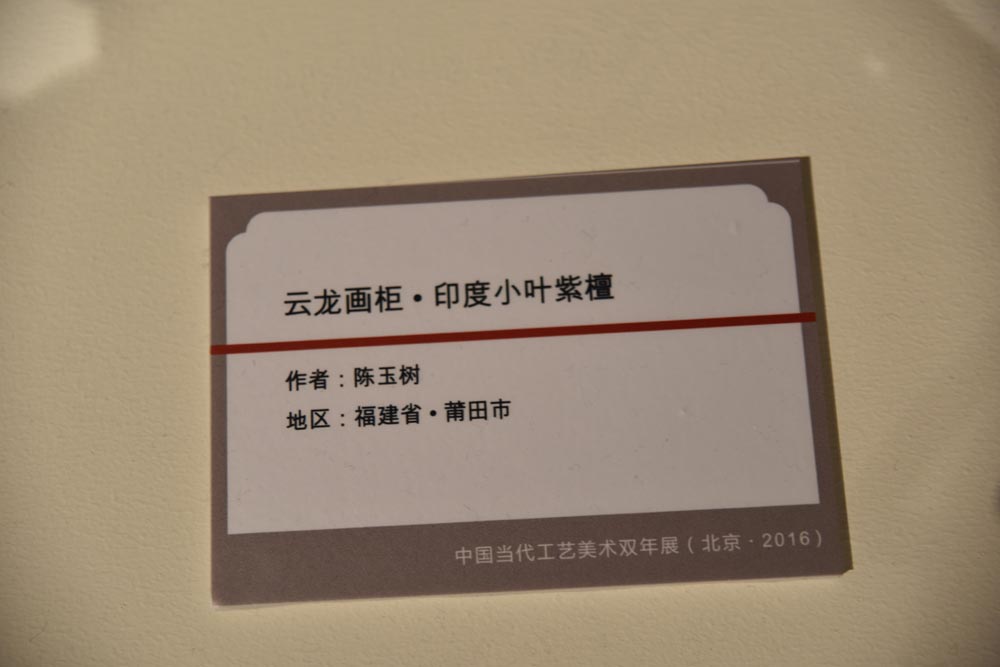 云龙画柜·印度小叶紫檀
作者：陈玉树
地区：福建省·莆田市
中国当代工艺美术双年展（北京·2016）